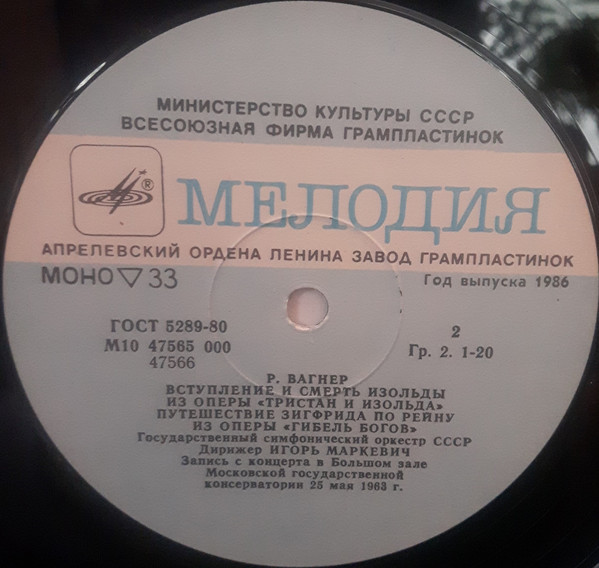 МИНИСТЕРСТВО КУЛЬТУРЫ СССР
ВСЕСОЮЗНАЯ ФИРМА ГРАМПЛАСТИНОК
®
МЕЛОДИЯ
АПРЕЛЕВСКИЙ ОРДЕНА ЛЕНИНА ЗАВОД ГРАМПЛАСТИНОК
МОНО ▽ 33
Год выпуска 1986
ГОСТ 5289-80
М10 47565 000
47566
2
Гр. 2. 1-20
Р. ВАГНЕР
ВСТУПЛЕНИЕ И СМЕРТЬ ИЗОЛЬДЫ
ИЗ ОПЕРЫ «ТРИСТАН И ИЗОЛЬДА»
ПУТЕШЕСТВИЕ ЗИГФРИДА ПО РЕЙНУ
ИЗ ОПЕРЫ «ГИБЕЛЬ БОГОВ»
Государственный симфонический оркестр СССР
Дирижер ИГОРЬ МАРКЕВИЧ
Запись с концерта в Большом зале
Московской государственной
консерватории 25 мая 1963 г.